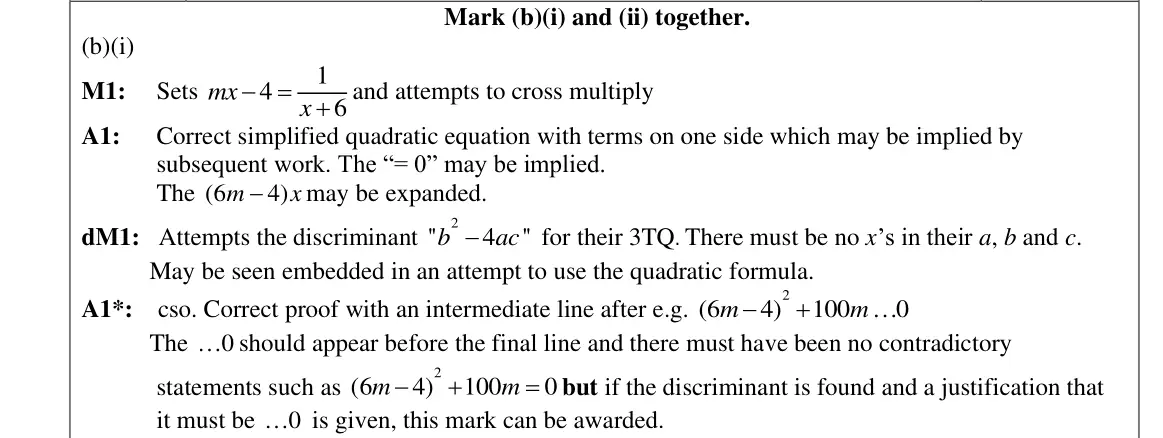 Mark (b)(i) and (ii) together.
(b)(i)
M1: Sets mx − 4 = 1/(x + 6) and attempts to cross multiply
A1: Correct simplified quadratic equation with terms on one side which may be implied by
subsequent work. The “= 0” may be implied.
The (6m − 4)x may be expanded.
dM1: Attempts the discriminant "b² − 4ac" for their 3TQ. There must be no x’s in their a, b and c.
May be seen embedded in an attempt to use the quadratic formula.
A1*: cso. Correct proof with an intermediate line after e.g. (6m − 4)² + 100m …0
The …0 should appear before the final line and there must have been no contradictory
statements such as (6m − 4)² + 100m = 0 but if the discriminant is found and a justification that
it must be …0 is given, this mark can be awarded.